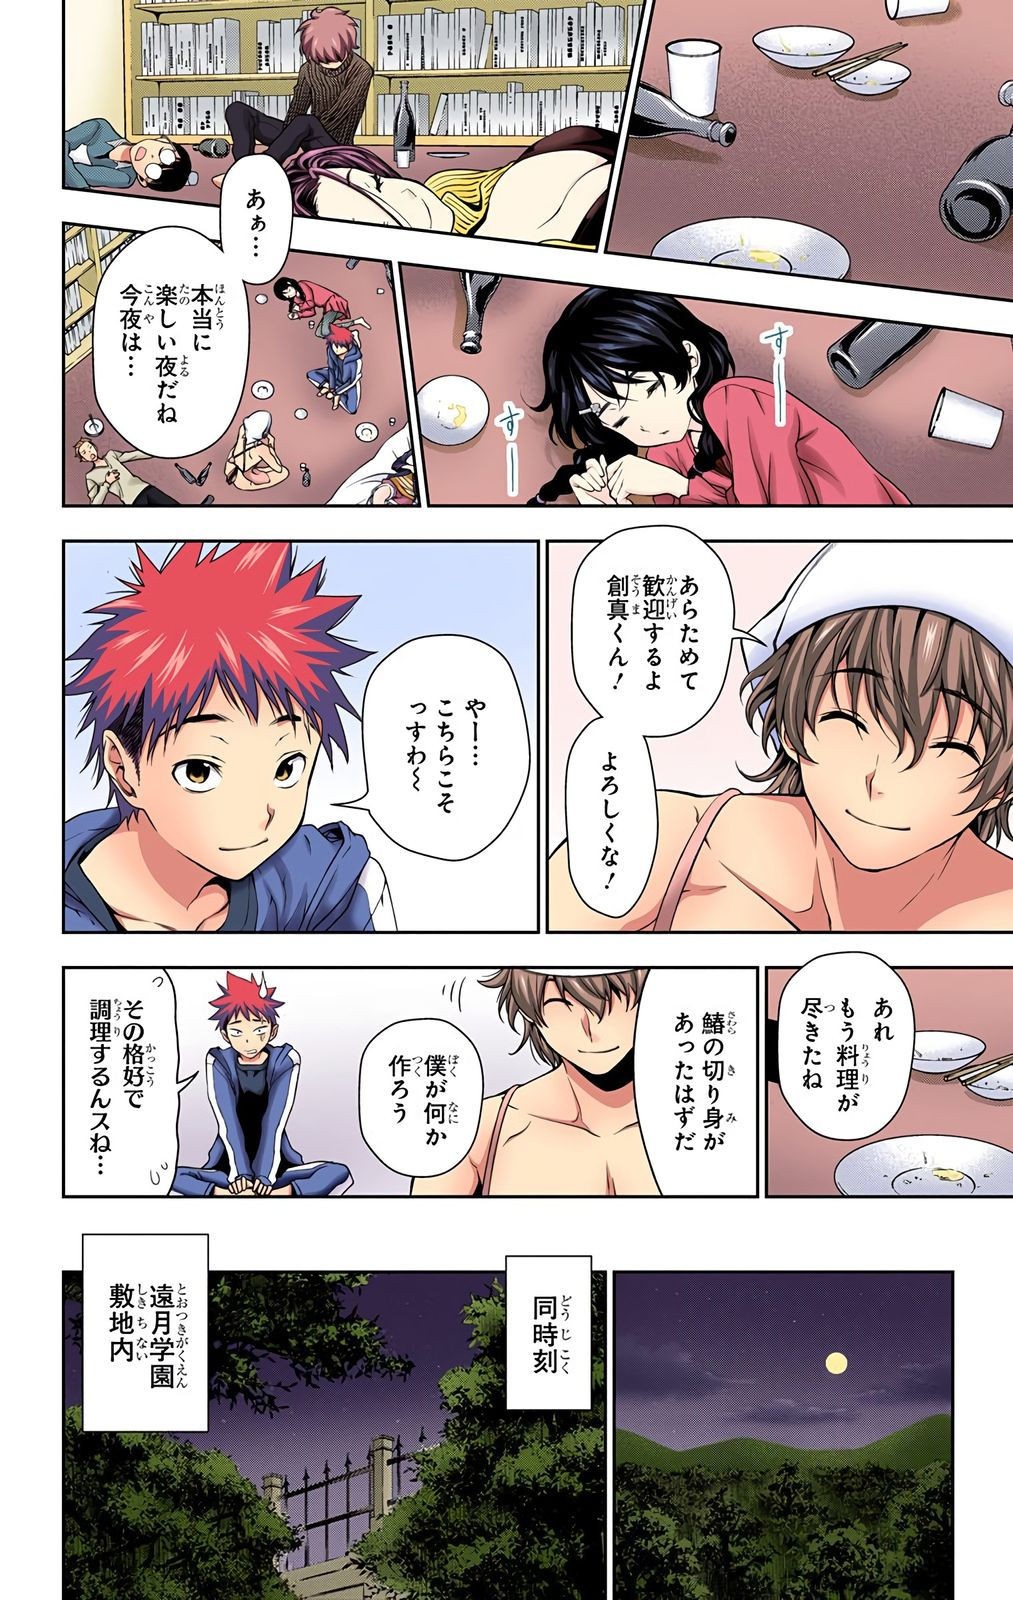 すー
すー
あぁ…
本当に
楽しい夜だね
今夜は…
あらためて
歓迎するよ
創真くん!
よろしくな!
やー…
こちらこそ
っすわ~
あれ
もう料理が
尽きたね
鰆の切り身が
あったはずだ
僕が何か
作ろう
その格好で
調理するんスね…
同時刻
遠月学園
敷地内